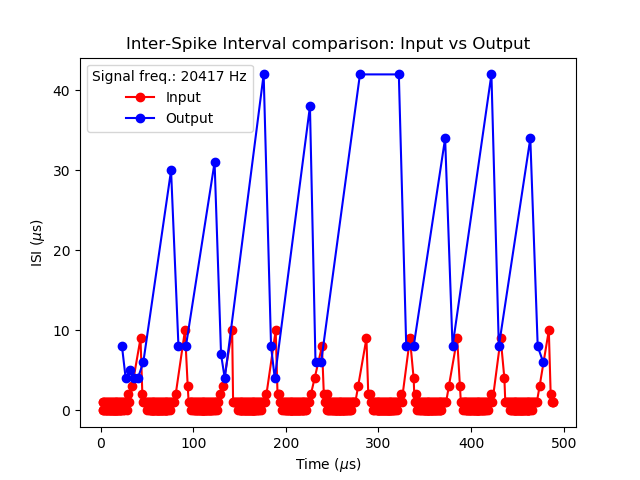 Inter-Spike Interval comparison: Input vs Output
Signal freq.: 20417 Hz
Input
Output
ISI (μs)
40
30
20
10
0
0 100 200 300 400 500
Time (μs)